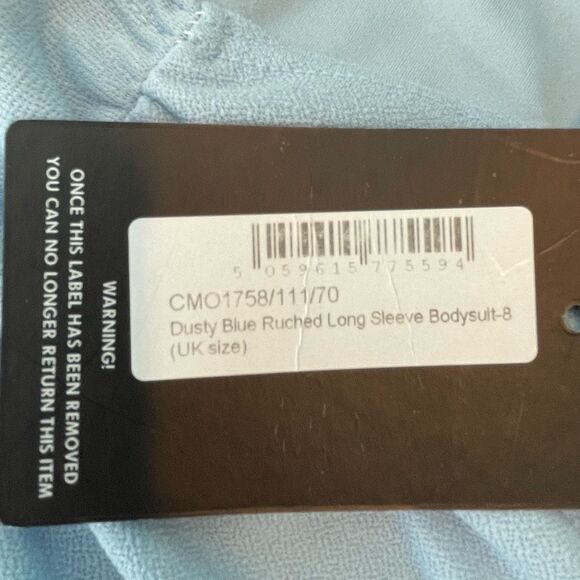 5 059615 775594
CMO1758/111/70
Dusty Blue Ruched Long Sleeve Bodysuit-8
(UK size)
WARNING!
ONCE THIS LABEL HAS BEEN REMOVED
YOU CAN NO LONGER RETURN THIS ITEM